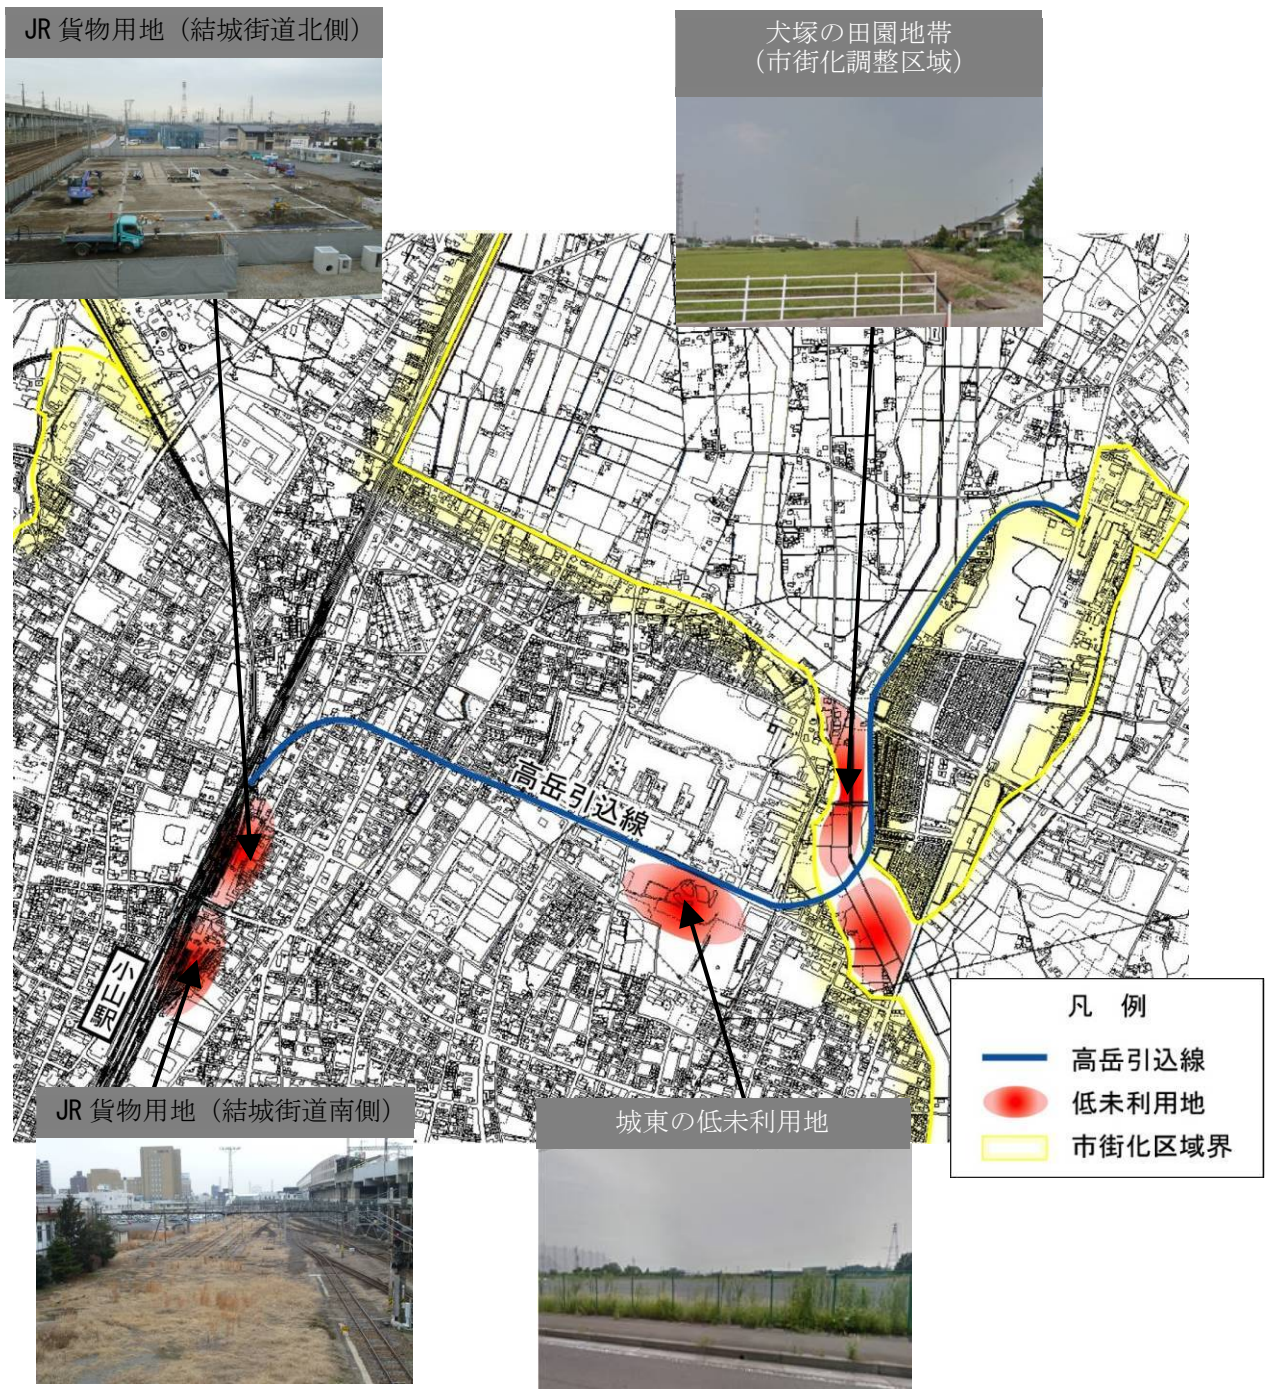 JR 貨物用地（結城街道北側）
犬塚の田園地帯
（市街化調整区域）
高岳引込線
小山駅
凡 例
高岳引込線
低未利用地
市街化区域界
JR 貨物用地（結城街道南側）
城東の低未利用地